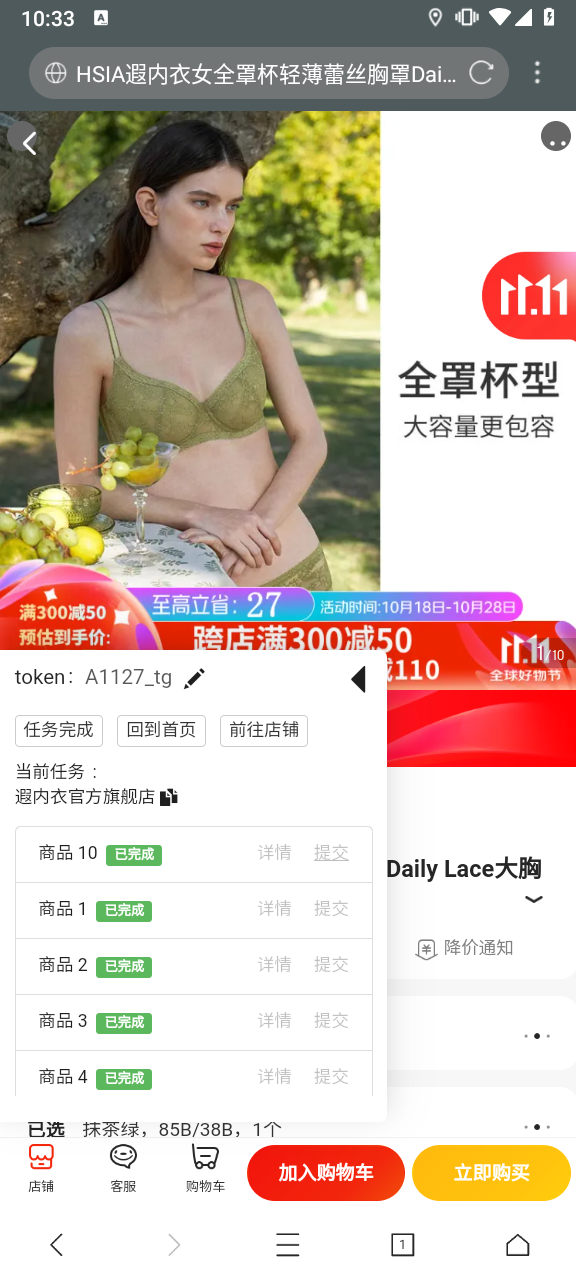 10:33
HSIA遐内衣女全罩杯轻薄蕾丝胸罩Dai...
11.11
全罩杯型
大容量更包容
满300减50
至高立省：27
活动时间:10月18日-10月28日
预估到手价:
跨店满300减50
减110
11.11
全球好物节
1/10
token： A1127_tg
任务完成
回到首页
前往店铺
当前任务 ：
遐内衣官方旗舰店
商品 10 已完成 详情 提交
商品 1 已完成 详情 提交
商品 2 已完成 详情 提交
商品 3 已完成 详情 提交
商品 4 已完成 详情 提交
Daily Lace大胸
降价通知
已选 抹茶绿，85B/38B，1个
店铺
客服
购物车
加入购物车
立即购买
1